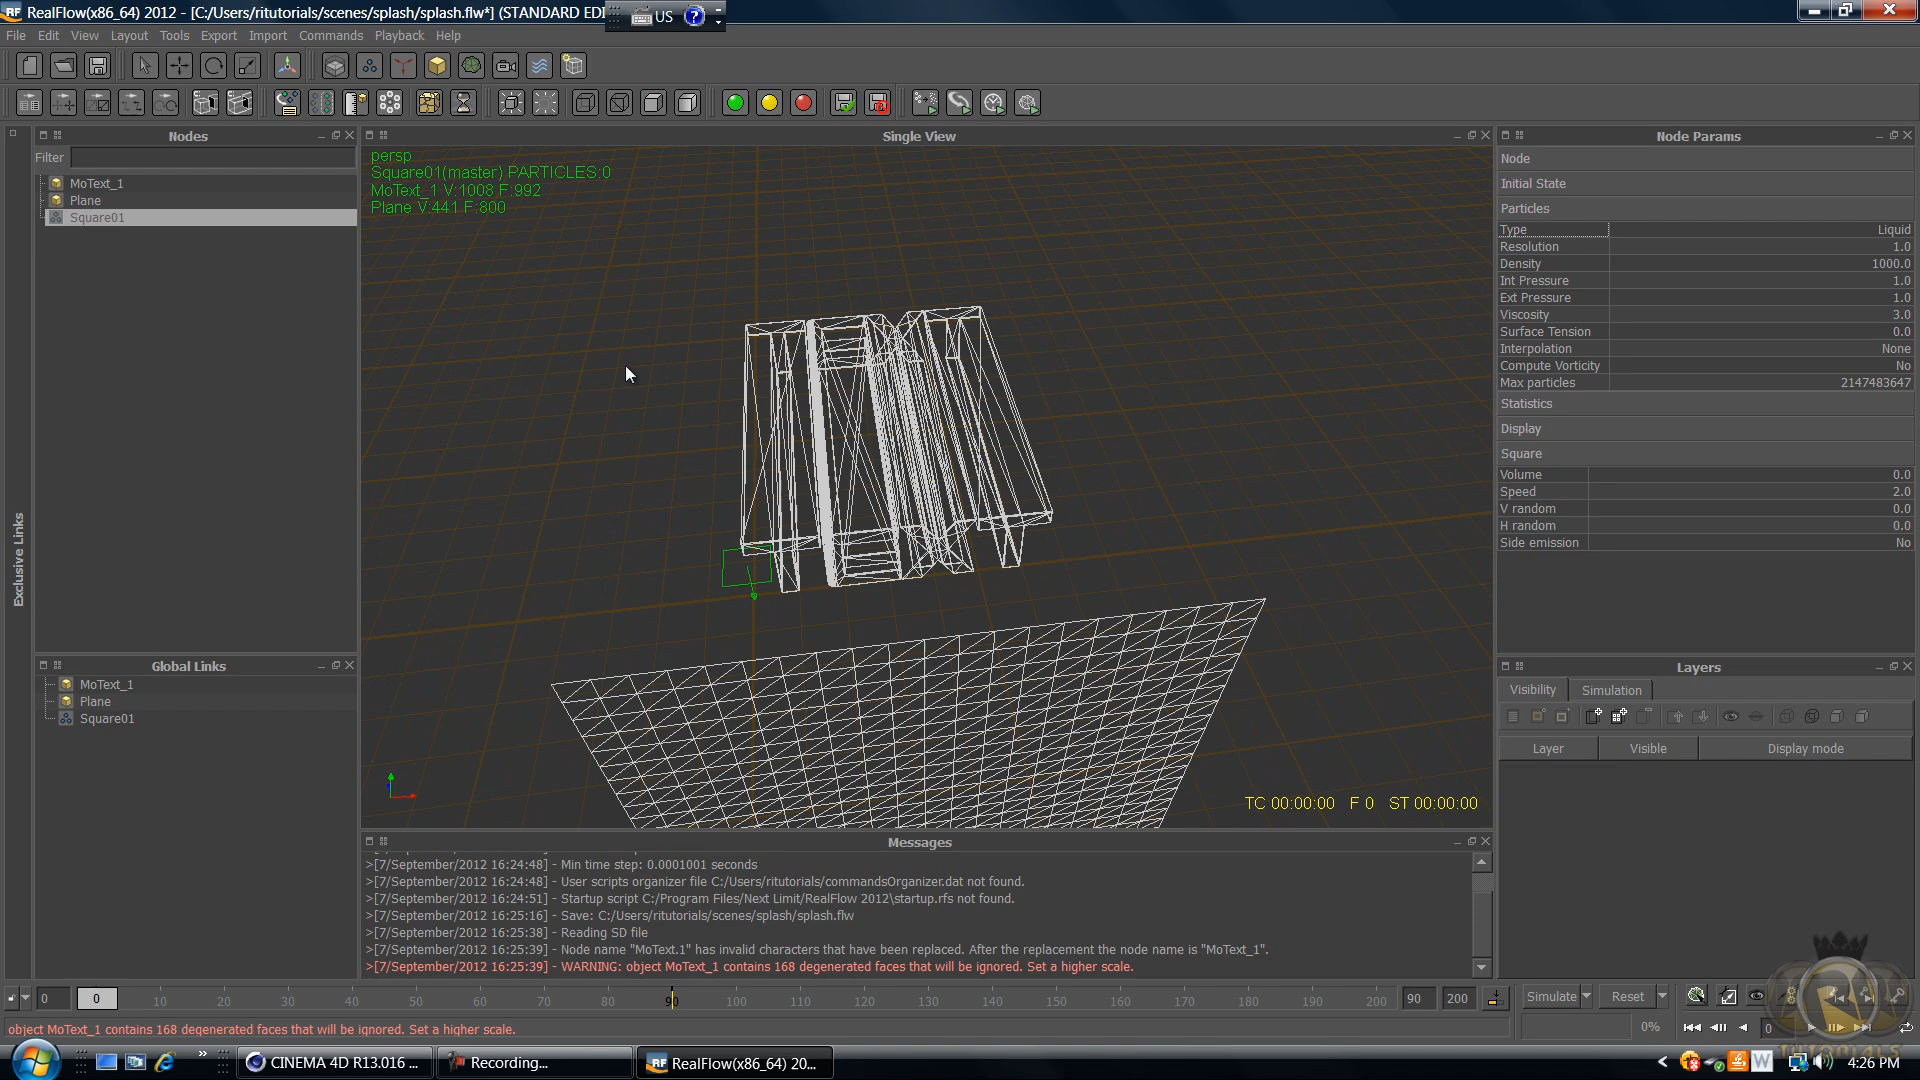 RealFlow(x86_64) 2012 - [C:/Users/ritutorials/scenes/splash/splash.flw*] (STANDARD EDI
US
File Edit View Layout Tools Export Import Commands Playback Help
Nodes
Filter
MoText_1
Plane
Square01
Exclusive Links
Global Links
MoText_1
Plane
Square01
Single View
persp
Square01(master) PARTICLES:0
MoText_1 V:1008 F:992
Plane V:441 F:800
TC 00:00:00 F 0 ST 00:00:00
Messages
>[7/September/2012 16:24:48] - Min time step: 0.0001001 seconds
>[7/September/2012 16:24:48] - User scripts organizer file C:/Users/ritutorials/commandsOrganizer.dat not found.
>[7/September/2012 16:24:51] - Startup script C:/Program Files/Next Limit/RealFlow 2012\startup.rfs not found.
>[7/September/2012 16:25:16] - Save: C:/Users/ritutorials/scenes/splash/splash.flw
>[7/September/2012 16:25:38] - Reading SD file
>[7/September/2012 16:25:39] - Node name "MoText.1" has invalid characters that have been replaced. After the replacement the node name is "MoText_1".
>[7/September/2012 16:25:39] - WARNING: object MoText_1 contains 168 degenerated faces that will be ignored. Set a higher scale.
Node Params
Node
Initial State
Particles
Type Liquid
Resolution 1.0
Density 1000.0
Int Pressure 1.0
Ext Pressure 1.0
Viscosity 3.0
Surface Tension 0.0
Interpolation None
Compute Vorticity No
Max particles 2147483647
Statistics
Display
Square
Volume 0.0
Speed 2.0
V random 0.0
H random 0.0
Side emission No
Layers
Visibility Simulation
Layer Visible Display mode
0 0 10 20 30 40 50 60 70 80 90 100 110 120 130 140 150 160 170 180 190 200 90 200
Simulate Reset
0% 0
object MoText_1 contains 168 degenerated faces that will be ignored. Set a higher scale.
TUTORIALS
CINEMA 4D R13.016 ... Recording... RealFlow(x86_64) 20... 4:26 PM